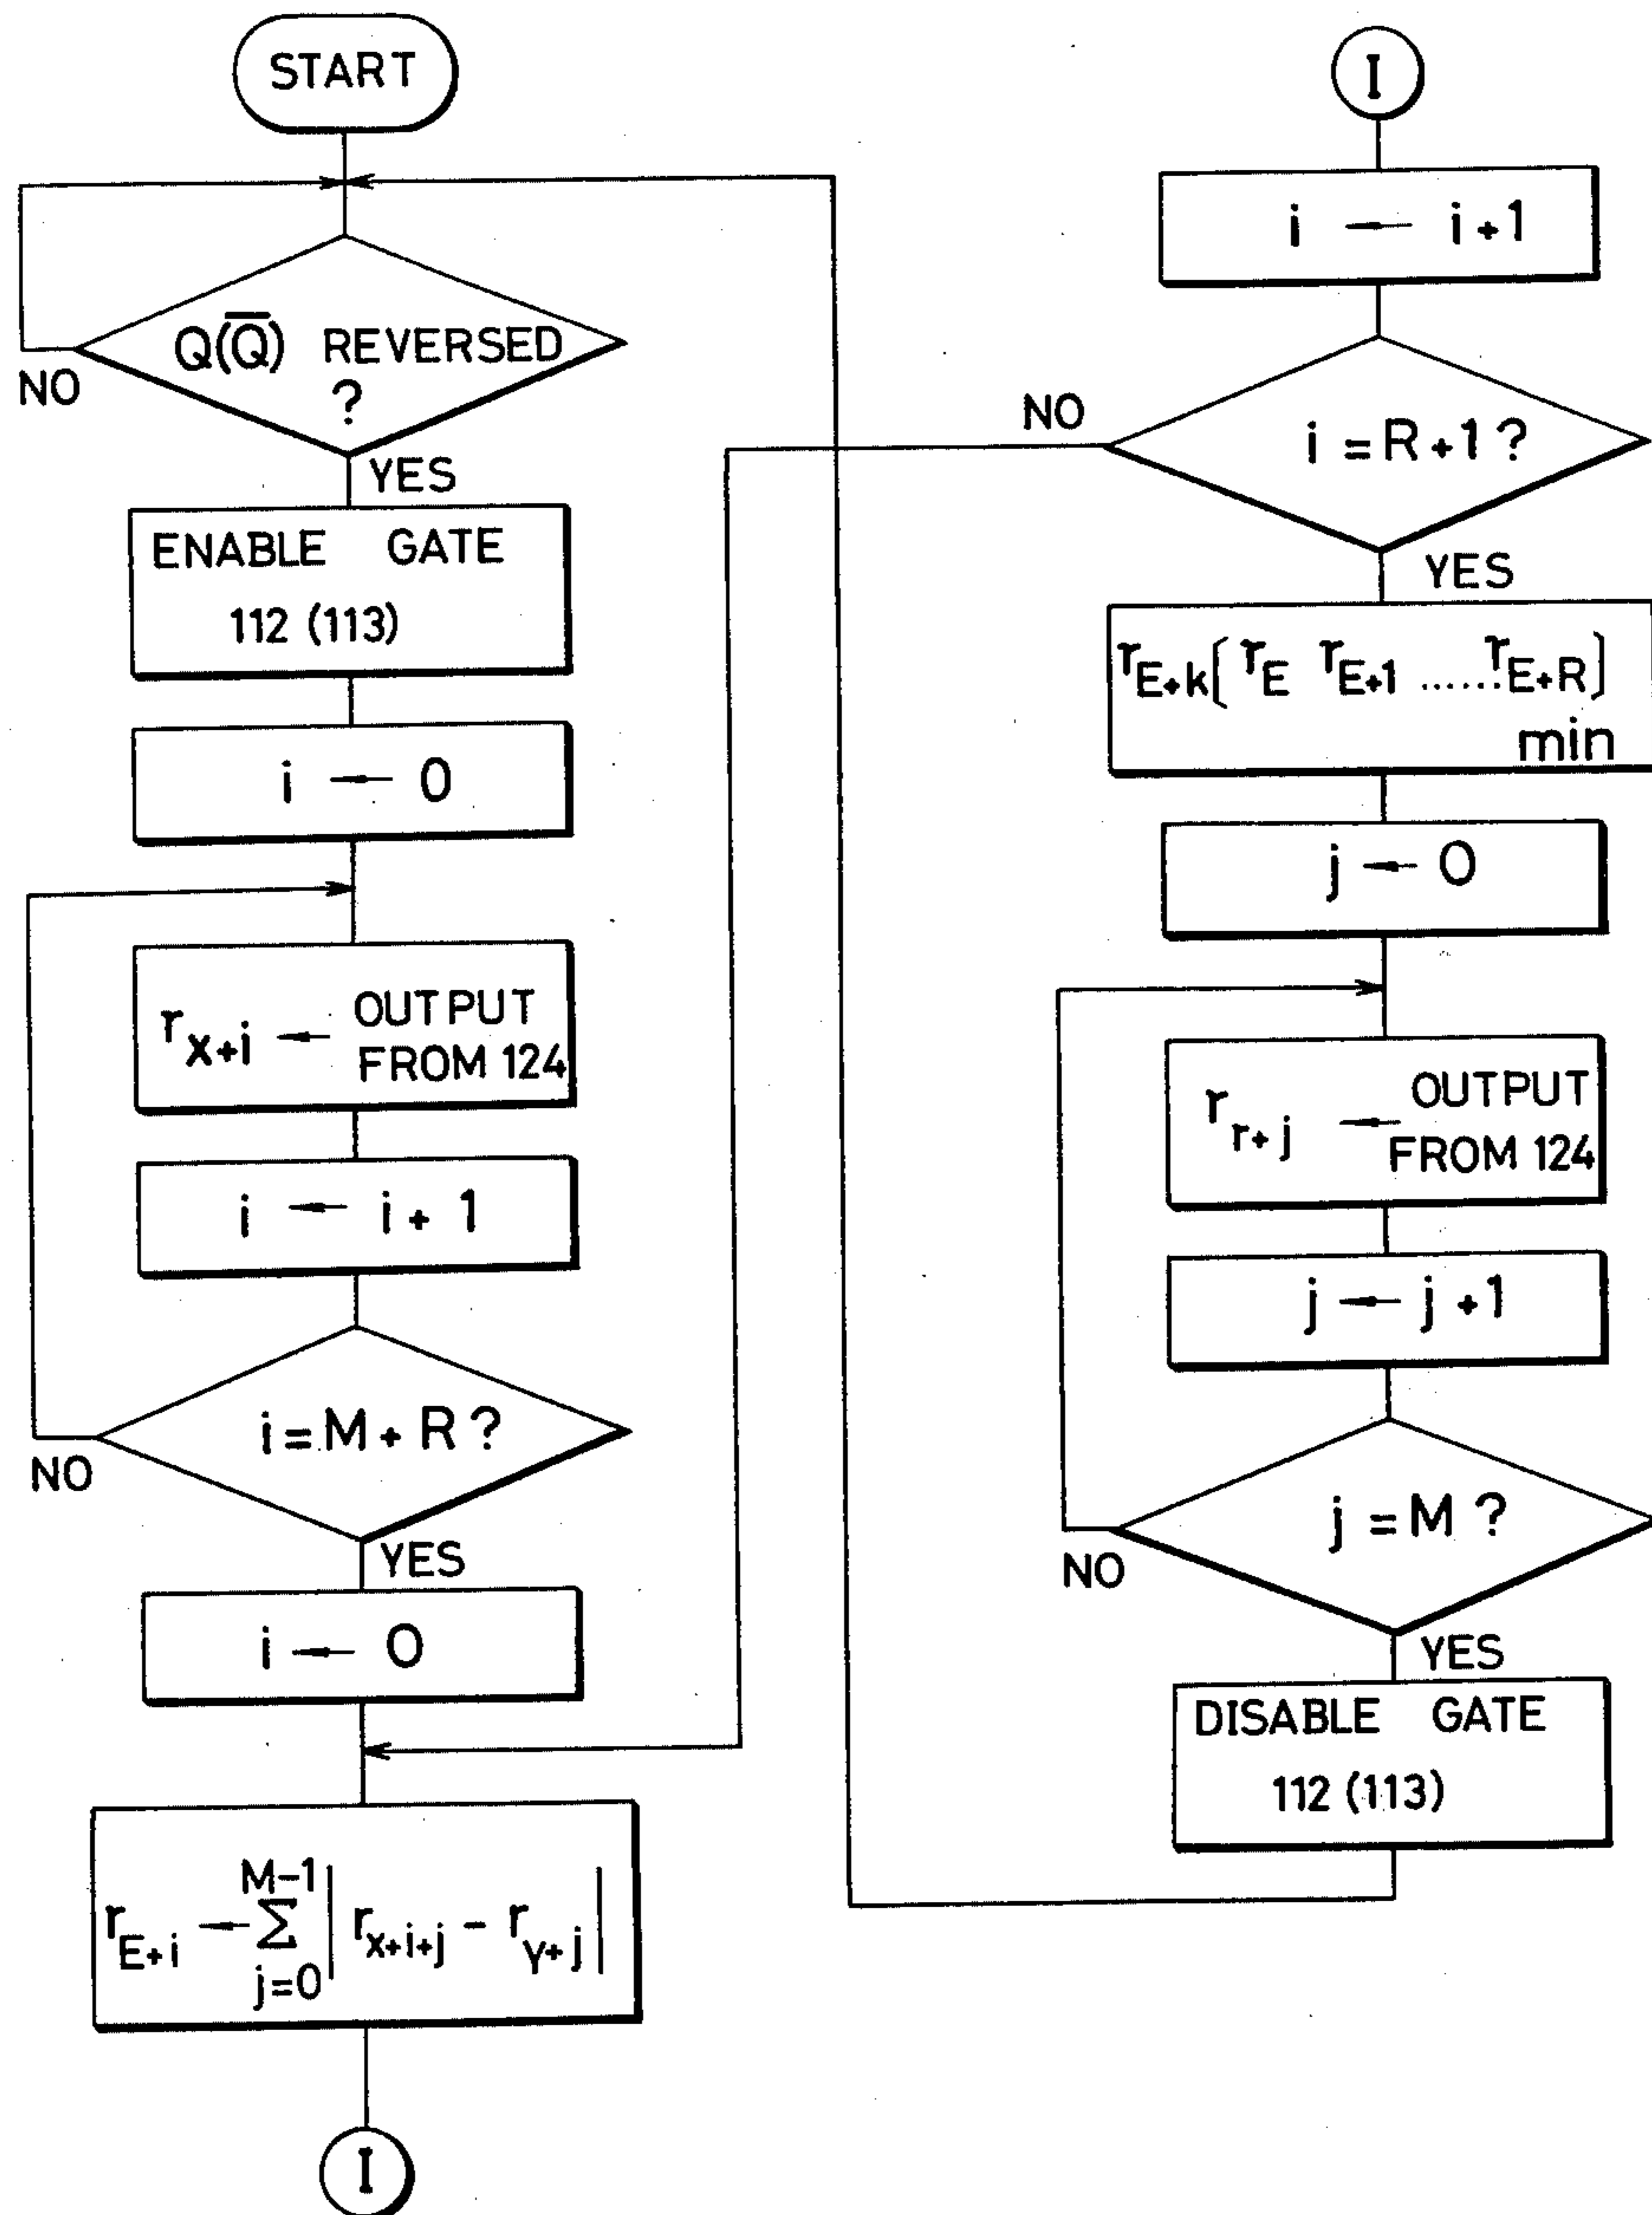 START
Q(Q̅) REVERSED
?
NO
YES
ENABLE GATE
112 (113)
i ← 0
r_{x+i} ← OUTPUT
FROM 124
i ← i + 1
i = M + R ?
NO
YES
i ← 0
r_{E+i} ← Σ_{j=0}^{M-1} | r_{x+i+j} - r_{y+j} |
I
I
i ← i + 1
i = R + 1 ?
NO
YES
r_{E+k} [ r_E r_{E+1} ...... r_{E+R} ]
min
j ← 0
r_{r+j} ← OUTPUT
FROM 124
j ← j + 1
j = M ?
NO
YES
DISABLE GATE
112 (113)